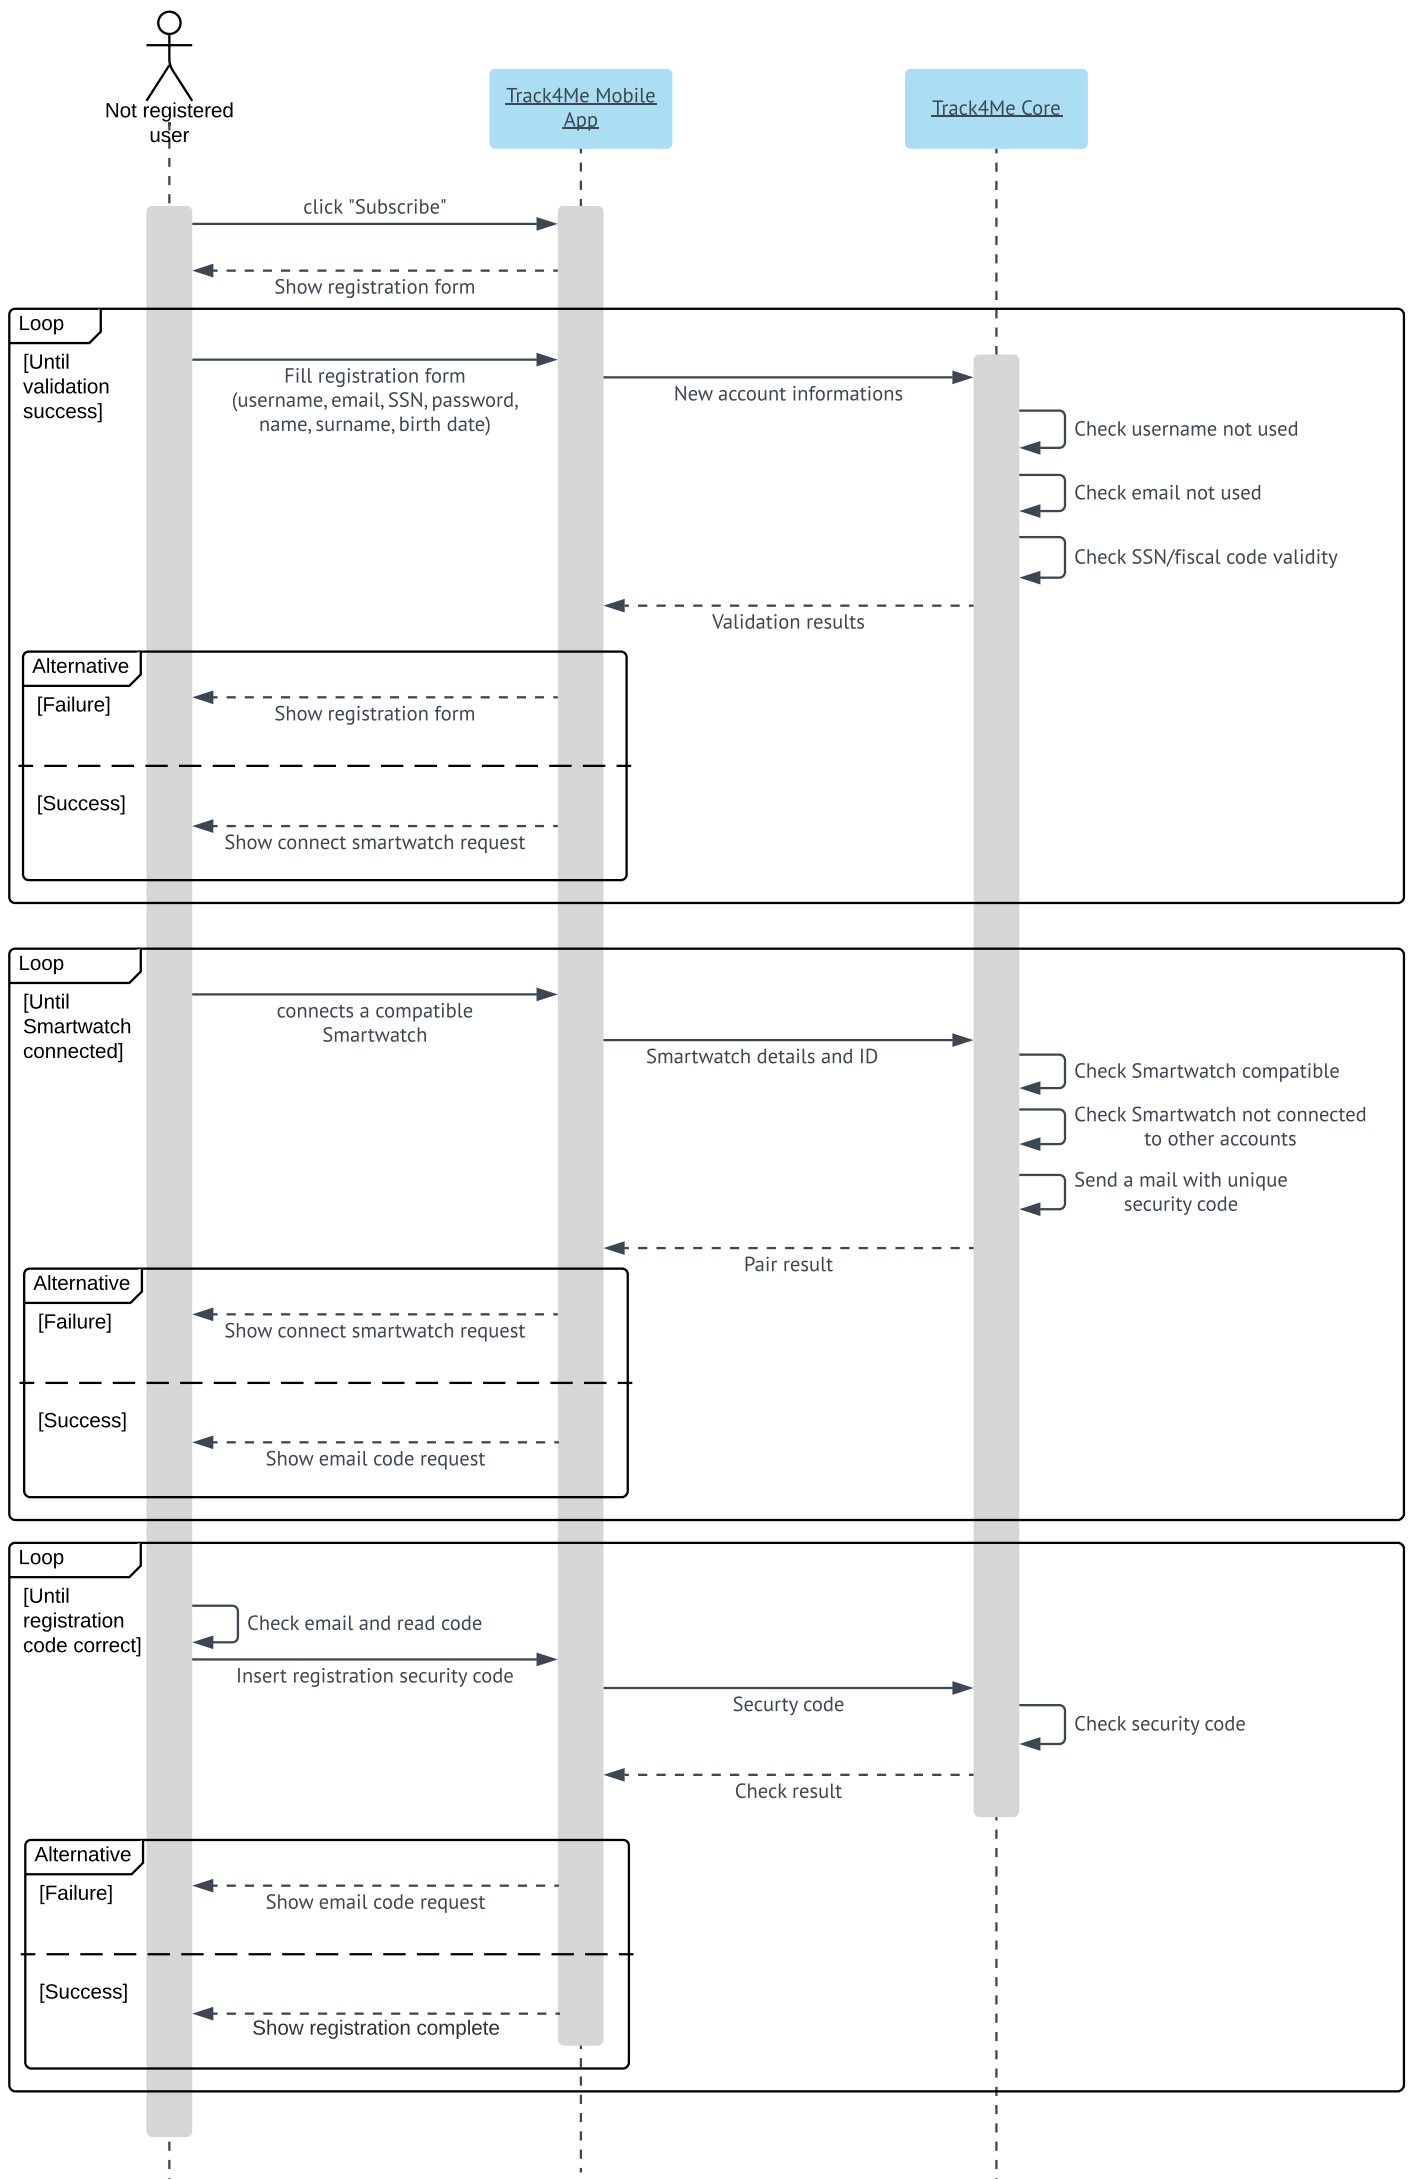 Not registered
user
Track4Me Mobile
App
Track4Me Core
click "Subscribe"
Show registration form
Loop
[Until
validation
success]
Fill registration form
(username, email, SSN, password,
name, surname, birth date)
New account informations
Check username not used
Check email not used
Check SSN/fiscal code validity
Validation results
Alternative
[Failure]
Show registration form
[Success]
Show connect smartwatch request
Loop
[Until
Smartwatch
connected]
connects a compatible
Smartwatch
Smartwatch details and ID
Check Smartwatch compatible
Check Smartwatch not connected
to other accounts
Send a mail with unique
security code
Pair result
Alternative
[Failure]
Show connect smartwatch request
[Success]
Show email code request
Loop
[Until
registration
code correct]
Check email and read code
Insert registration security code
Securty code
Check security code
Check result
Alternative
[Failure]
Show email code request
[Success]
Show registration complete